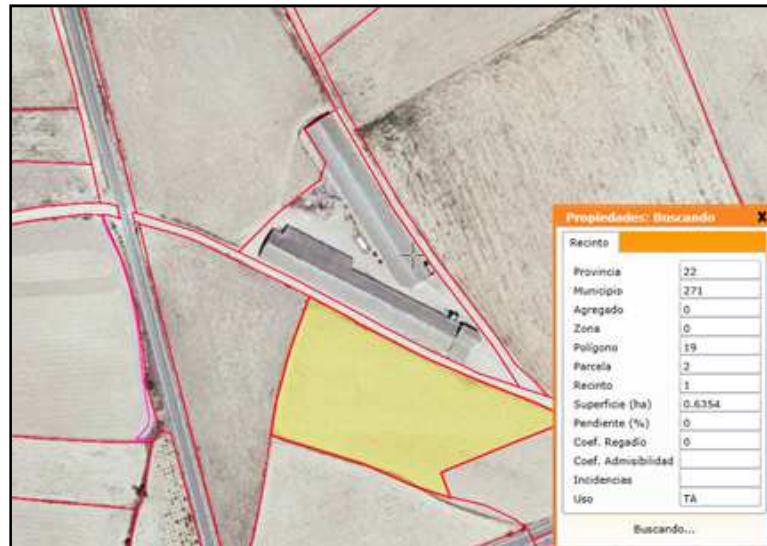 Propiedades: Buscando X
Recinto
Provincia 22
Municipio 271
Agregado 0
Zona 0
Polígono 19
Parcela 2
Recinto 1
Superficie (ha) 0.6354
Pendiente (%) 0
Coef. Regadío 0
Coef. Admisibilidad
Incidencias
Uso TA
Buscando...